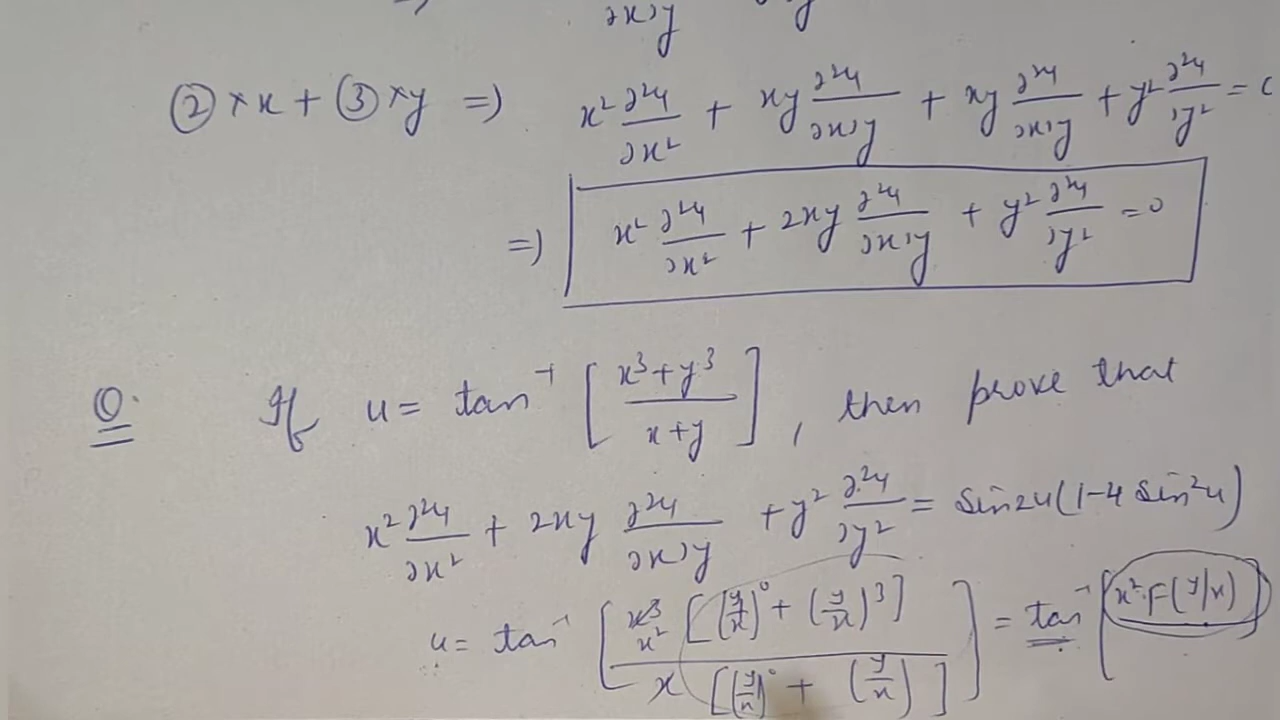 => ∂x∂y ∂y
② × x + ③ × y => x² ∂²u/∂x² + xy ∂²u/∂x∂y + xy ∂²u/∂x∂y + y² ∂²u/∂y² = 0
=> x² ∂²u/∂x² + 2xy ∂²u/∂x∂y + y² ∂²u/∂y² = 0
Q. If u = tan⁻¹ [ (x³+y³)/(x+y) ], then prove that
x² ∂²u/∂x² + 2xy ∂²u/∂x∂y + y² ∂²u/∂y² = Sin2u(1-4 Sin²u)
u = tan⁻¹ [ x³ x² [(y/x)⁰ + (y/x)³] / x [(y/x)⁰ + (y/x)] ] = tan⁻¹ [x² · F(y/x)]